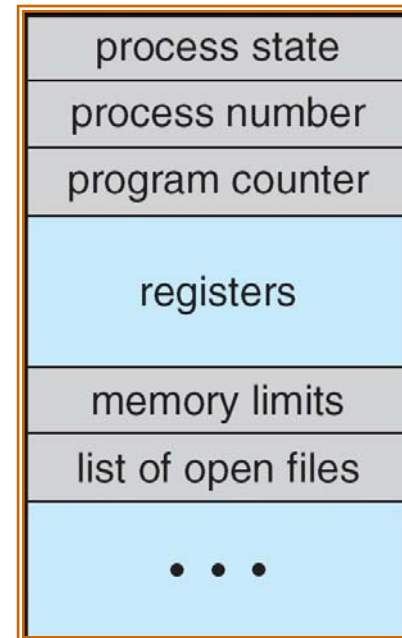 process state
process number
program counter
registers
memory limits
list of open files
• • •